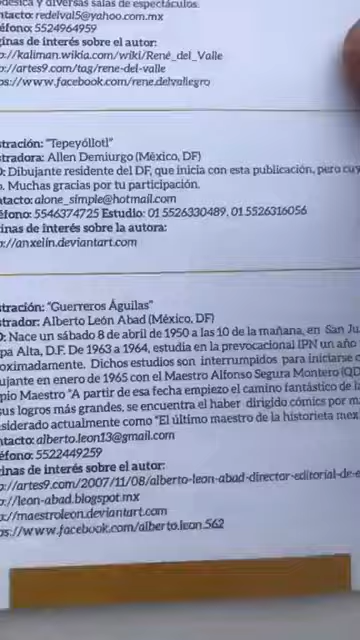 désica y diversas salas de espectáculos.
ntacto: redelval5@yahoo.com.mx
éfono: 5524964959
ginas de interés sobre el autor:
p://kaliman.wikia.com/wiki/René_del_Valle
p://artes9.com/tag/rene-del-valle
ps://www.facebook.com/rene.delvallegro
stración: "Tepeyóllotl"
stradora: Allen Demiurgo (México, DF)
O: Dibujante residente del DF, que inicia con esta publicación, pero cuy
o. Muchas gracias por tu participación.
ntacto: alone_simple@hotmail.com
éfono: 5546374725 Estudio: 01 5526330489, 01 5526316056
ginas de interés sobre la autora:
p://anxelin.deviantart.com
stración: "Guerreros Águilas"
strador: Alberto León Abad (México, DF)
O: Nace un sábado 8 de abril de 1950 a las 10 de la mañana, en San Ju
pa Alta, D.F. De 1963 a 1964, estudia en la prevocacional IPN un año
oximadamente. Dichos estudios son interrumpidos para iniciarse c
ujante en enero de 1965 con el Maestro Alfonso Segura Montero (QD
pio Maestro "A partir de esa fecha empiezo el camino fantástico de la
sus logros más grandes, se encuentra el haber dirigido cómics por m
siderado actualmente como "El último maestro de la historieta mex
ntacto: alberto.leon13@gmail.com
éfono: 5522449259
ginas de interés sobre el autor:
p://artes9.com/2007/11/08/alberto-leon-abad-director-editorial-de-e
p://leon-abad.blogspot.mx
p://maestroleon.deviantart.com
ps://www.facebook.com/alberto.leon.562